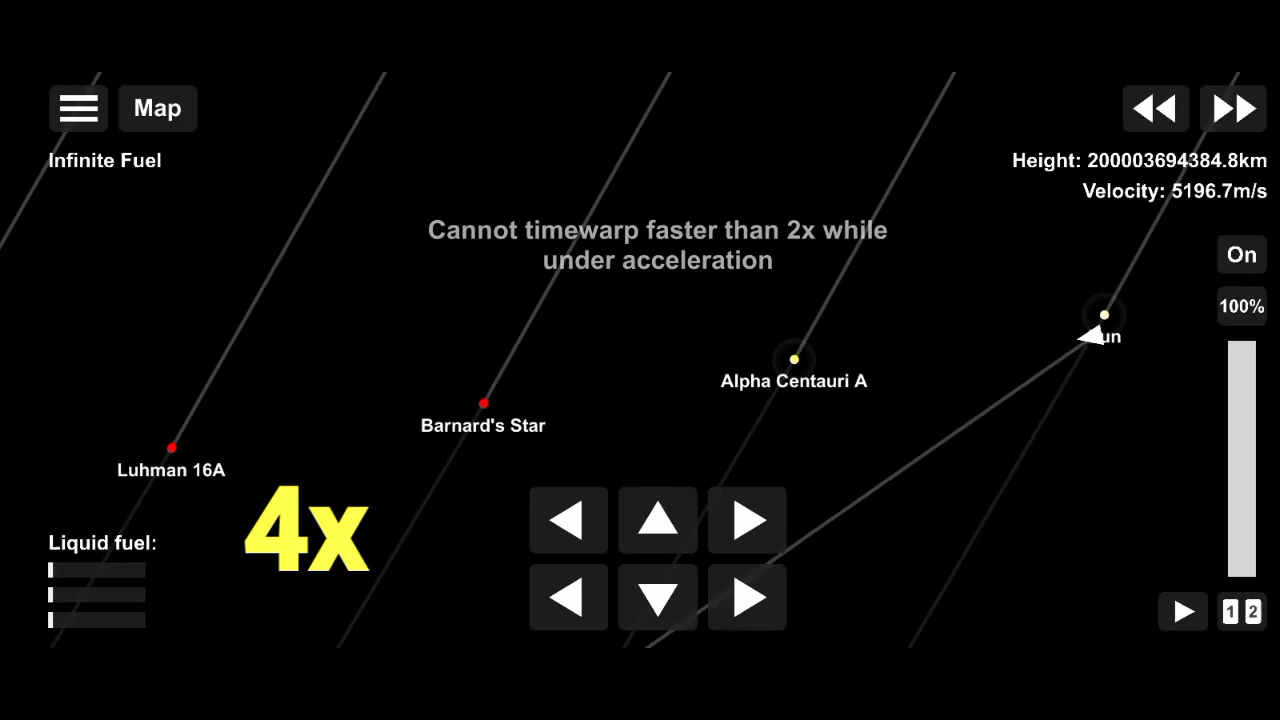 Map
Infinite Fuel
Height: 200003694384.8km
Velocity: 5196.7m/s
Cannot timewarp faster than 2x while
under acceleration
On
100%
un
Alpha Centauri A
Barnard's Star
Luhman 16A
4x
Liquid fuel:
1 2